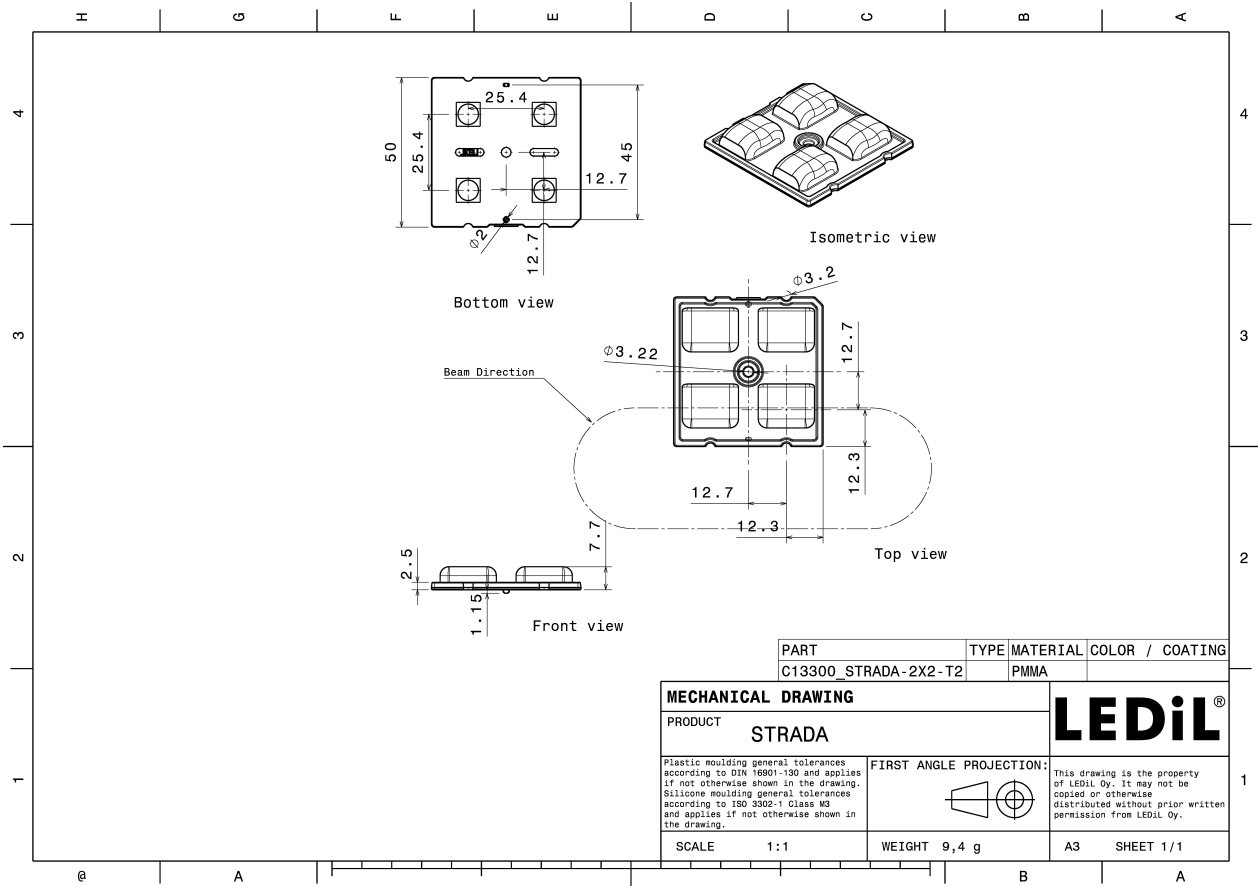 H G F E D C B A
4
4
25.4
50
25.4
45
12.7
⌀2
12.7
Bottom view
Isometric view
3
3
⌀3.2
⌀3.22
12.7
Beam Direction
12.3
12.7
12.3
Top view
2
2
2.5
7.7
1.15
Front view
PART TYPE MATERIAL COLOR / COATING
C13300_STRADA-2X2-T2 PMMA
MECHANICAL DRAWING
LEDiL®
PRODUCT
STRADA
1
1
Plastic moulding general tolerances
according to DIN 16901-130 and applies
if not otherwise shown in the drawing.
Silicone moulding general tolerances
according to ISO 3302-1 Class M3
and applies if not otherwise shown in
the drawing.
FIRST ANGLE PROJECTION:
This drawing is the property
of LEDiL Oy. It may not be
copied or otherwise
distributed without prior written
permission from LEDiL Oy.
SCALE 1:1
WEIGHT 9,4 g
A3 SHEET 1/1
@ A B A